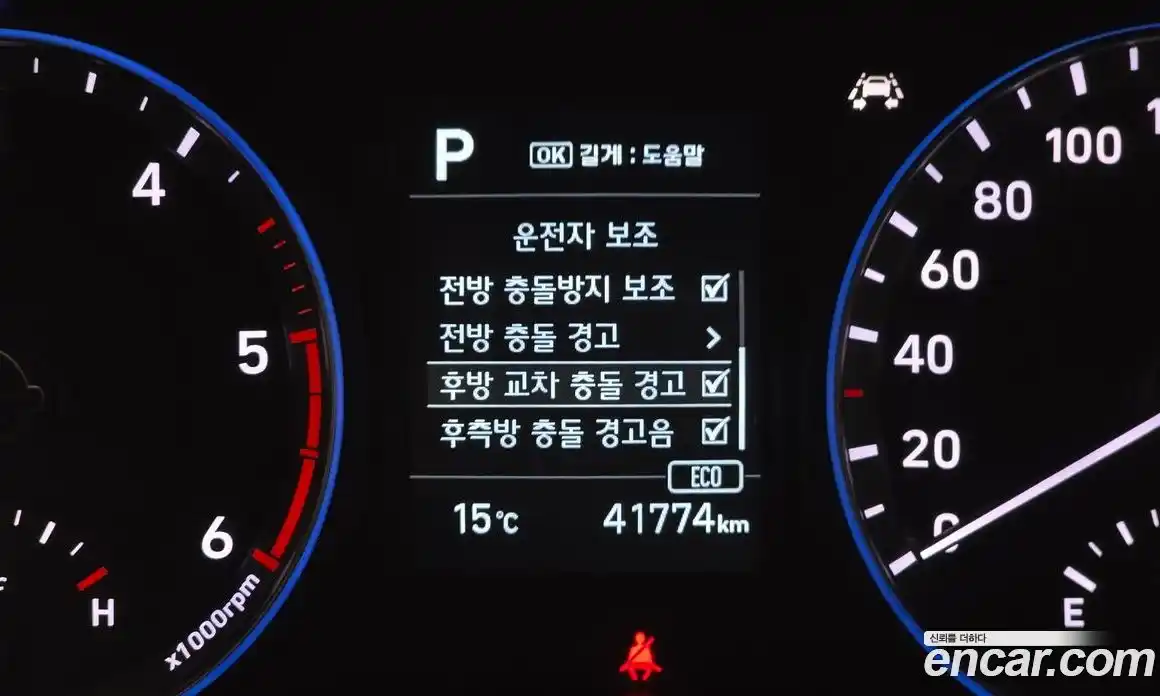 P
OK 길게 : 도움말
운전자 보조
전방 충돌방지 보조
전방 충돌 경고 >
후방 교차 충돌 경고
후측방 충돌 경고음
ECO
15℃ 41774km
4
5
6
x1000rpm
H
100
80
60
40
20
0
E
신뢰를 더하다
encar.com